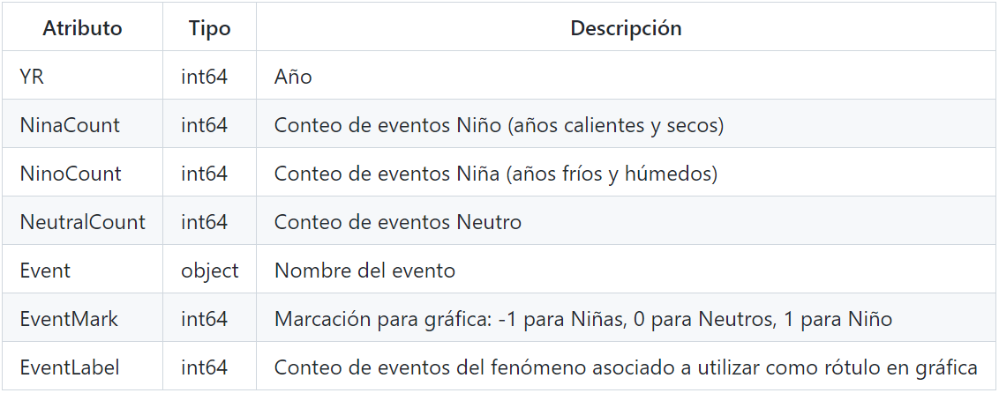 Atributo Tipo Descripción
YR int64 Año
NinaCount int64 Conteo de eventos Niño (años calientes y secos)
NinoCount int64 Conteo de eventos Niña (años fríos y húmedos)
NeutralCount int64 Conteo de eventos Neutro
Event object Nombre del evento
EventMark int64 Marcación para gráfica: -1 para Niñas, 0 para Neutros, 1 para Niño
EventLabel int64 Conteo de eventos del fenómeno asociado a utilizar como rótulo en gráfica